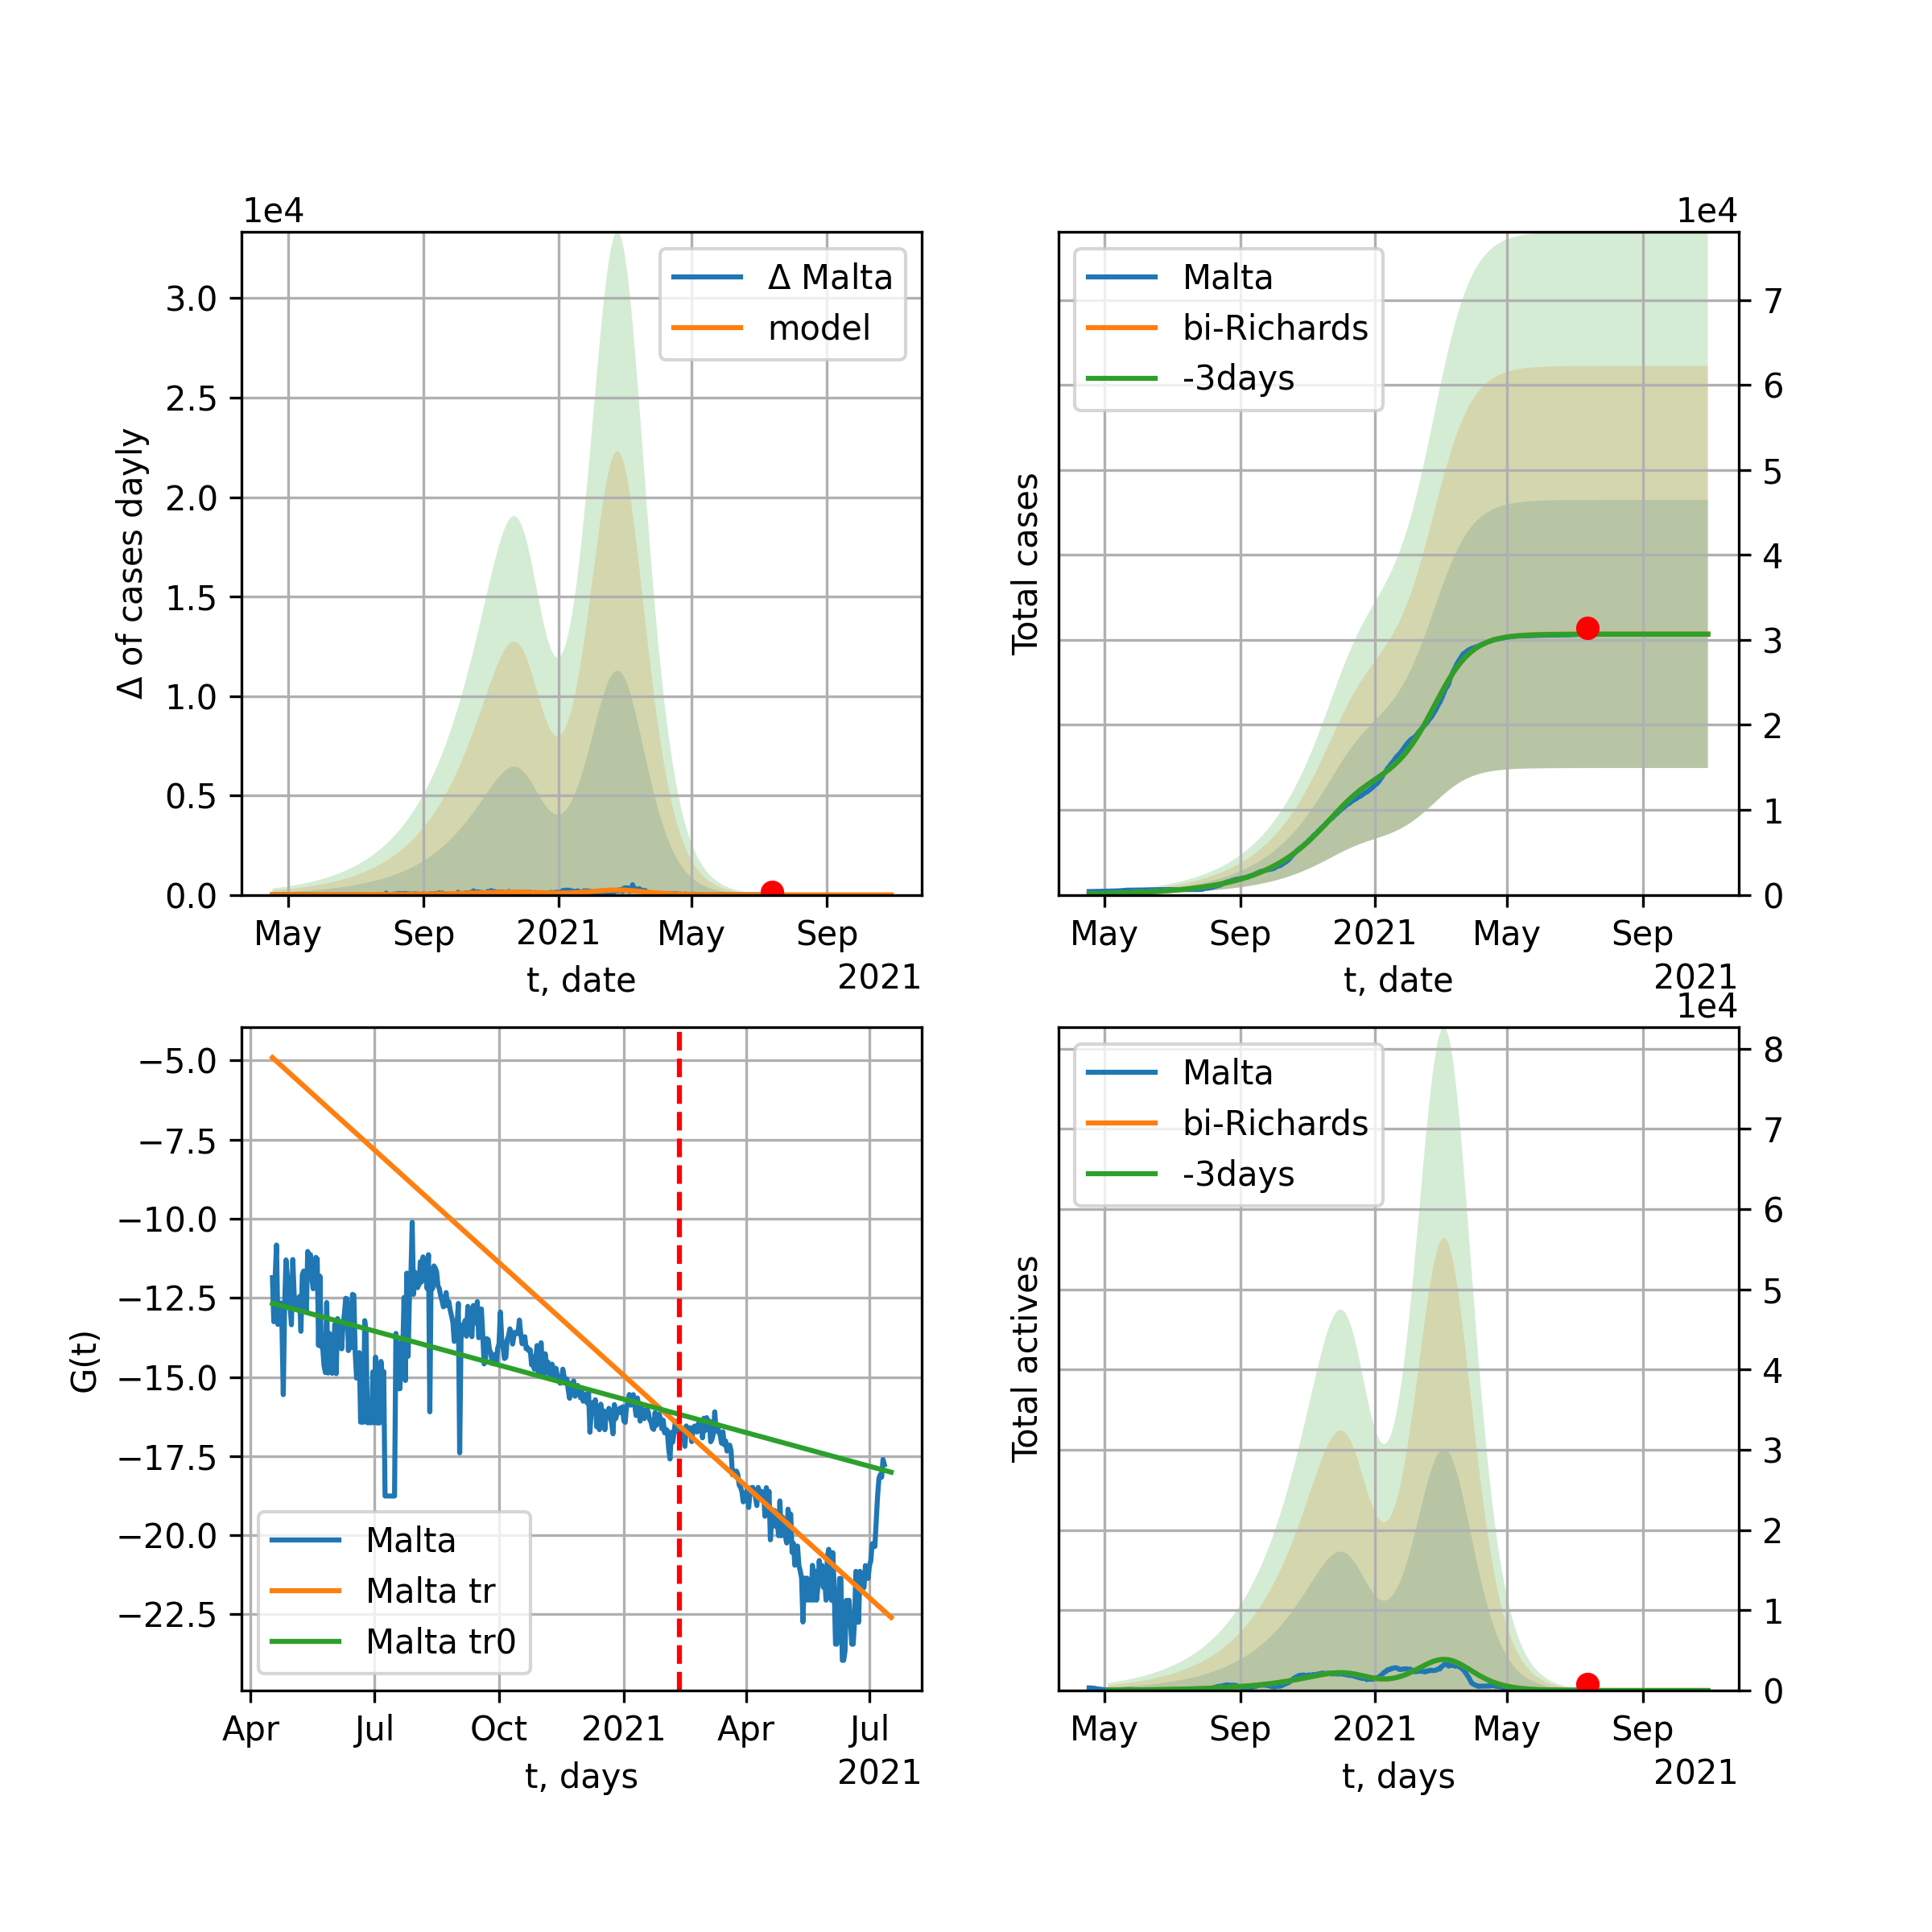 1e4
Δ of cases dayly
3.0
2.5
2.0
1.5
1.0
0.5
0.0
Δ Malta
model
May Sep 2021 May Sep
t, date
2021
1e4
Total cases
Malta
bi-Richards
-3days
7
6
5
4
3
2
1
0
May Sep 2021 May Sep
t, date
2021
G(t)
−5.0
−7.5
−10.0
−12.5
−15.0
−17.5
−20.0
−22.5
Malta
Malta tr
Malta tr0
Apr Jul Oct 2021 Apr Jul
t, days
2021
1e4
Total actives
Malta
bi-Richards
-3days
8
7
6
5
4
3
2
1
0
May Sep 2021 May Sep
t, days
2021